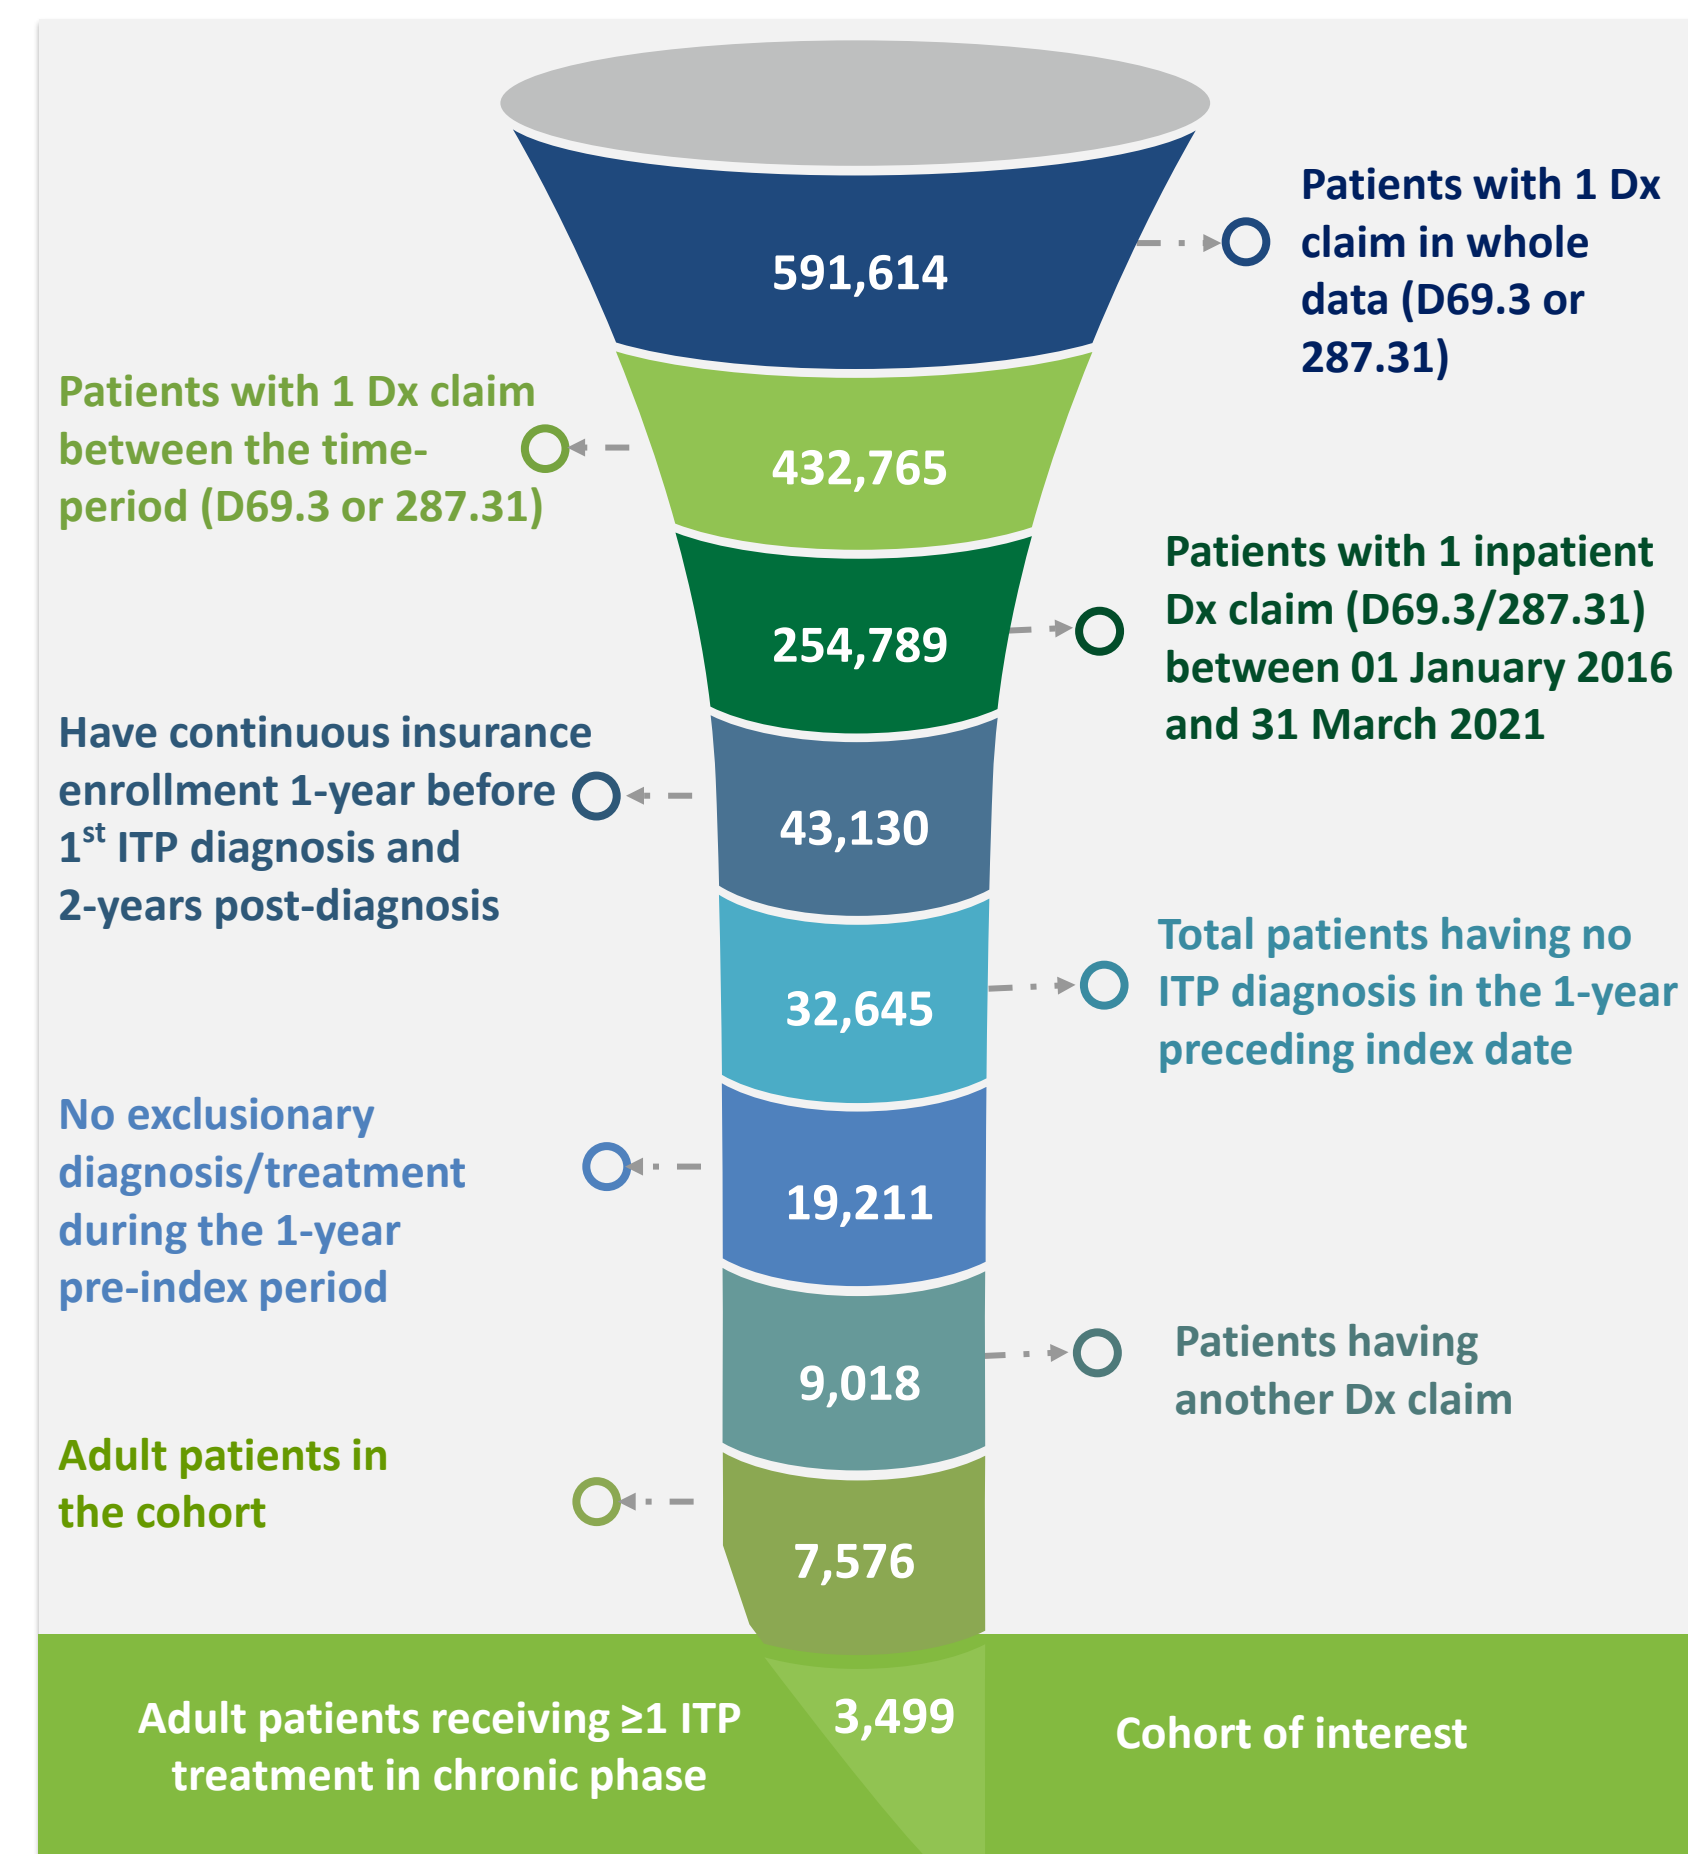 591,614
Patients with 1 Dx
claim in whole
data (D69.3 or
287.31)
Patients with 1 Dx claim
between the time-
period (D69.3 or 287.31)
432,765
254,789
Patients with 1 inpatient
Dx claim (D69.3/287.31)
between 01 January 2016
and 31 March 2021
Have continuous insurance
enrollment 1-year before
1st ITP diagnosis and
2-years post-diagnosis
43,130
32,645
Total patients having no
ITP diagnosis in the 1-year
preceding index date
No exclusionary
diagnosis/treatment
during the 1-year
pre-index period
19,211
9,018
Patients having
another Dx claim
Adult patients in
the cohort
7,576
Adult patients receiving ≥1 ITP
treatment in chronic phase
3,499
Cohort of interest